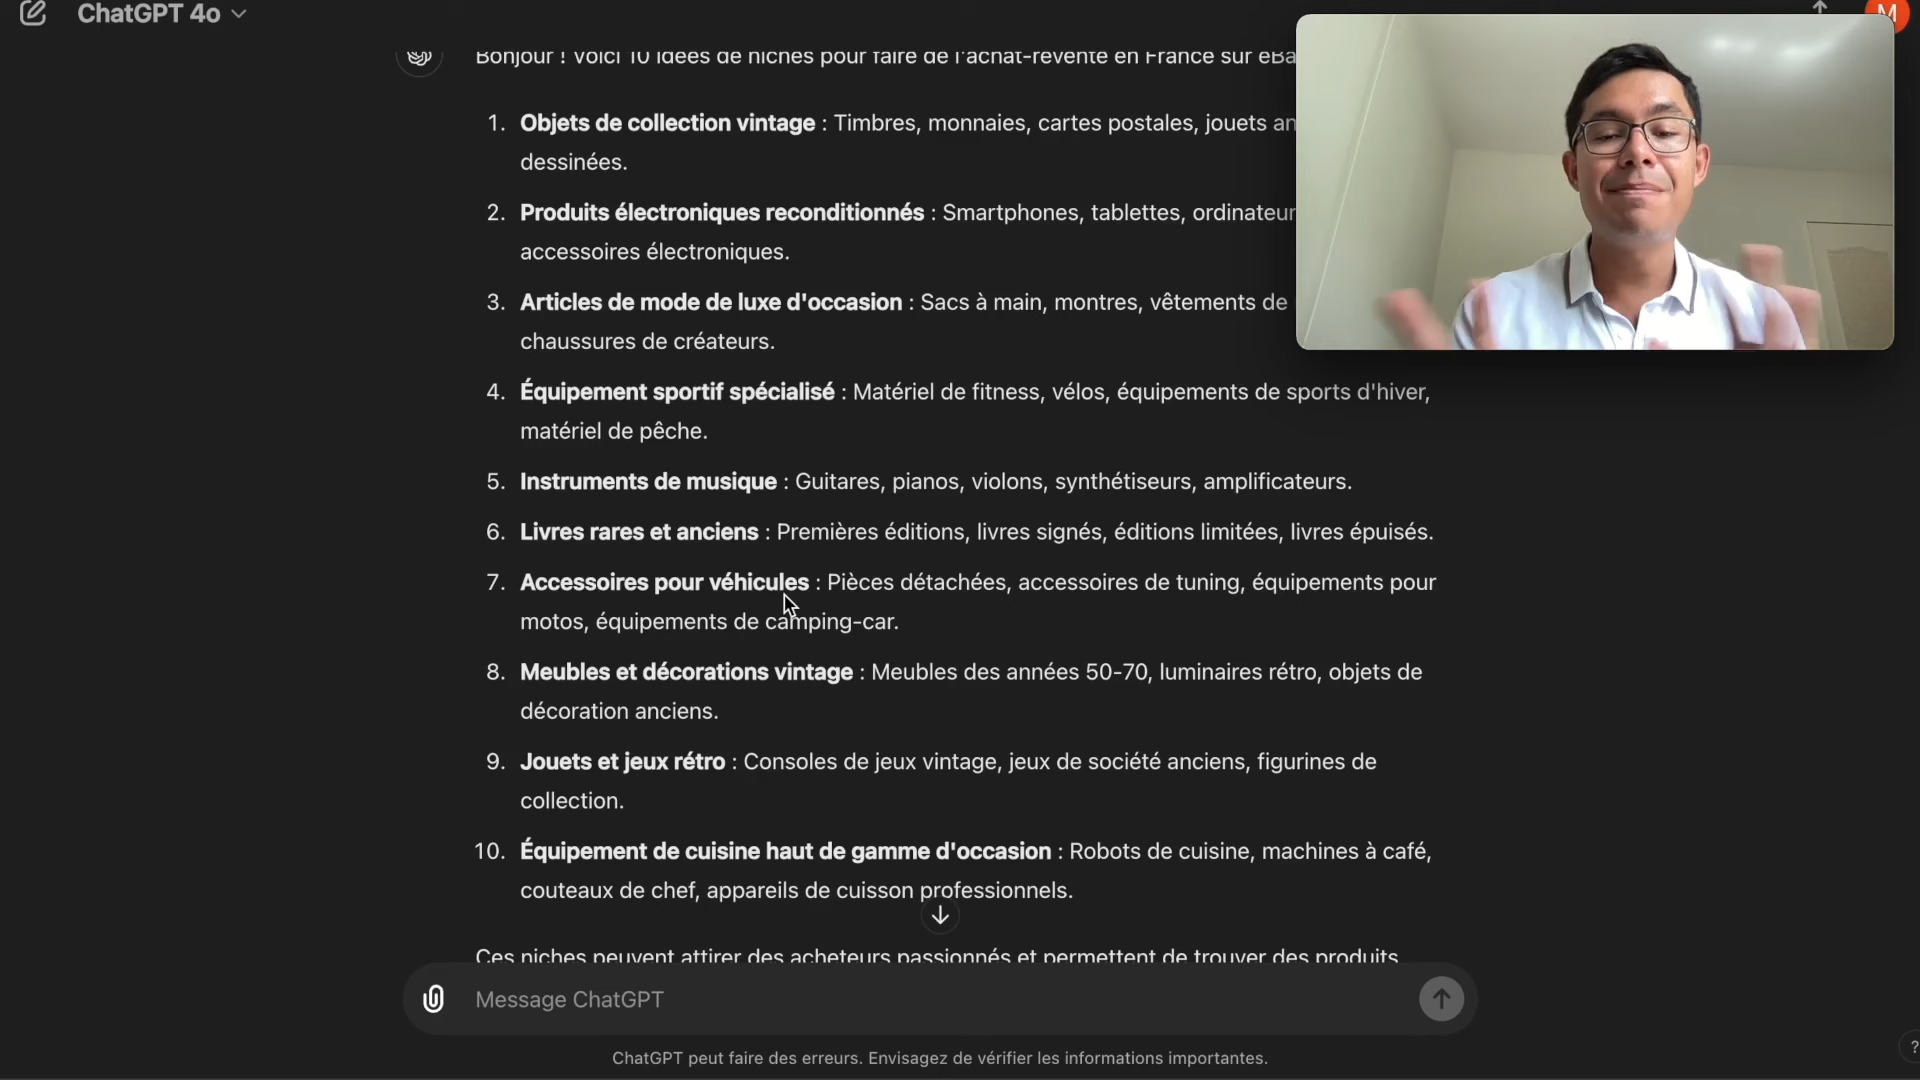 ChatGPT 4o
M
Bonjour ! Voici 10 idées de niches pour faire de l'achat-revente en France sur eBa
1. Objets de collection vintage : Timbres, monnaies, cartes postales, jouets an
dessinées.
2. Produits électroniques reconditionnés : Smartphones, tablettes, ordinateur
accessoires électroniques.
3. Articles de mode de luxe d'occasion : Sacs à main, montres, vêtements de
chaussures de créateurs.
4. Équipement sportif spécialisé : Matériel de fitness, vélos, équipements de sports d'hiver,
matériel de pêche.
5. Instruments de musique : Guitares, pianos, violons, synthétiseurs, amplificateurs.
6. Livres rares et anciens : Premières éditions, livres signés, éditions limitées, livres épuisés.
7. Accessoires pour véhicules : Pièces détachées, accessoires de tuning, équipements pour
motos, équipements de camping-car.
8. Meubles et décorations vintage : Meubles des années 50-70, luminaires rétro, objets de
décoration anciens.
9. Jouets et jeux rétro : Consoles de jeux vintage, jeux de société anciens, figurines de
collection.
10. Équipement de cuisine haut de gamme d'occasion : Robots de cuisine, machines à café,
couteaux de chef, appareils de cuisson professionnels.
Ces niches peuvent attirer des acheteurs passionnés et permettent de trouver des produits
Message ChatGPT
ChatGPT peut faire des erreurs. Envisagez de vérifier les informations importantes.
?